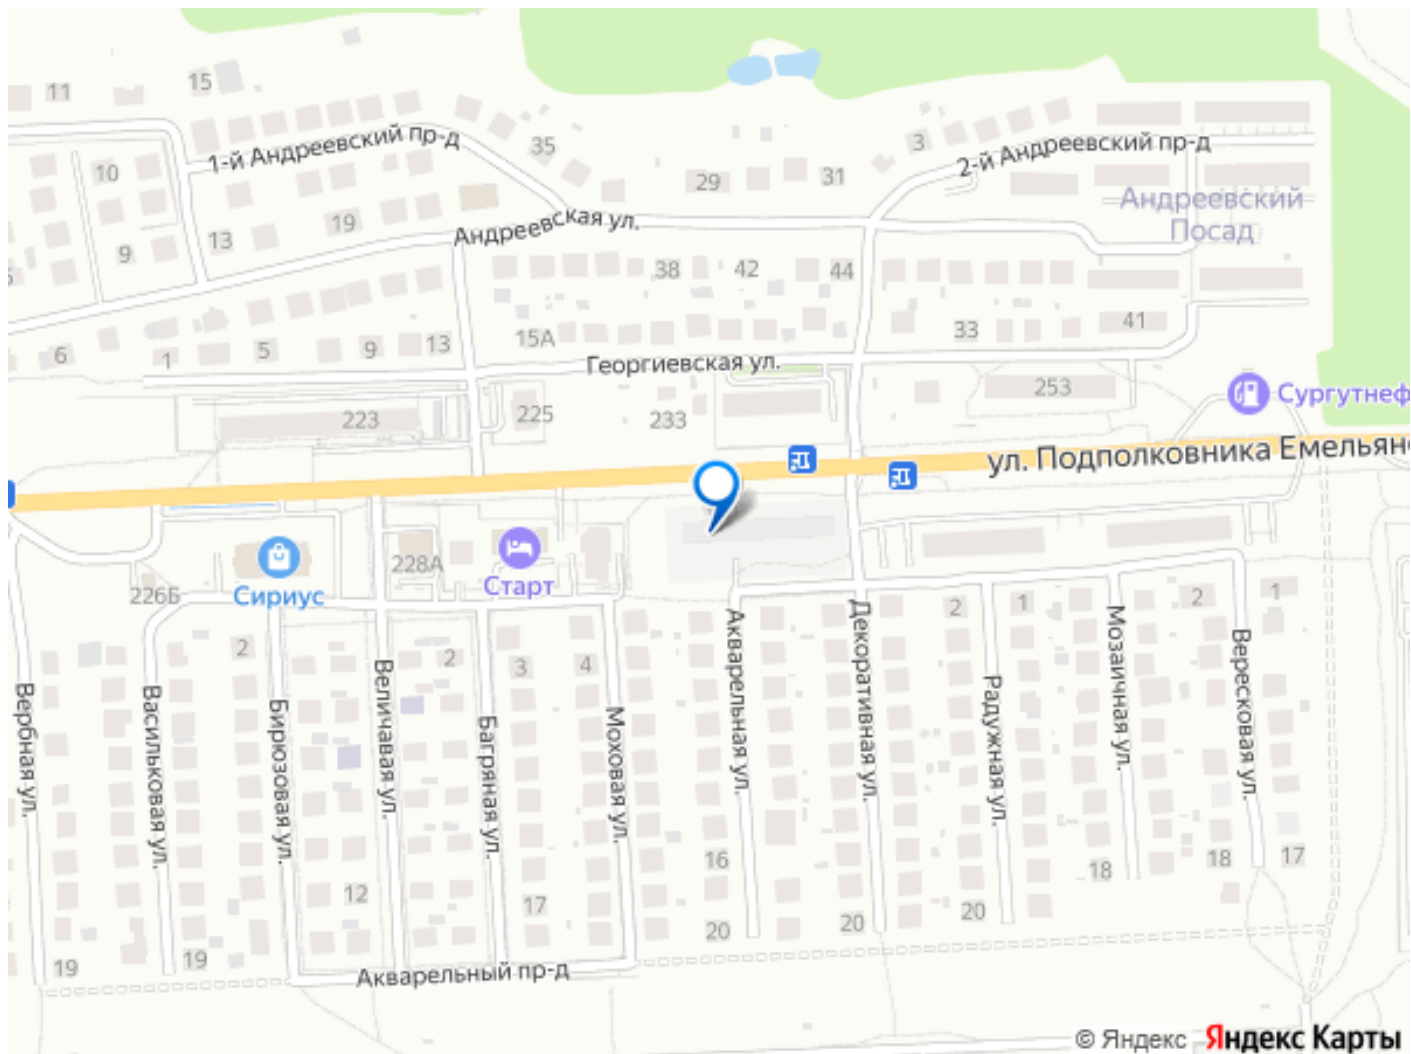 15
11
1-й Андреевский пр-д
35
3
2-й Андреевский пр-д
10
29
31
Андреевский
Посад
19
Андреевская ул.
13
9
38
42
44
15А
33
41
6
1
5
9
13
Георгиевская ул.
253
Сургутнеф
223
225
233
ул. Подполковника Емельян
228А
Старт
226Б
Сириус
2
2
3
4
2
1
2
1
Вербная ул.
Васильковая ул.
Бирюзовая ул.
Величавая ул.
Багряная ул.
Моховая ул.
Акварельная ул.
Декоративная ул.
Радужная ул.
Мозаичная ул.
Вересковая ул.
16
18
18
17
12
17
20
20
20
19
19
Акварельный пр-д
© Яндекс Яндекс Карты